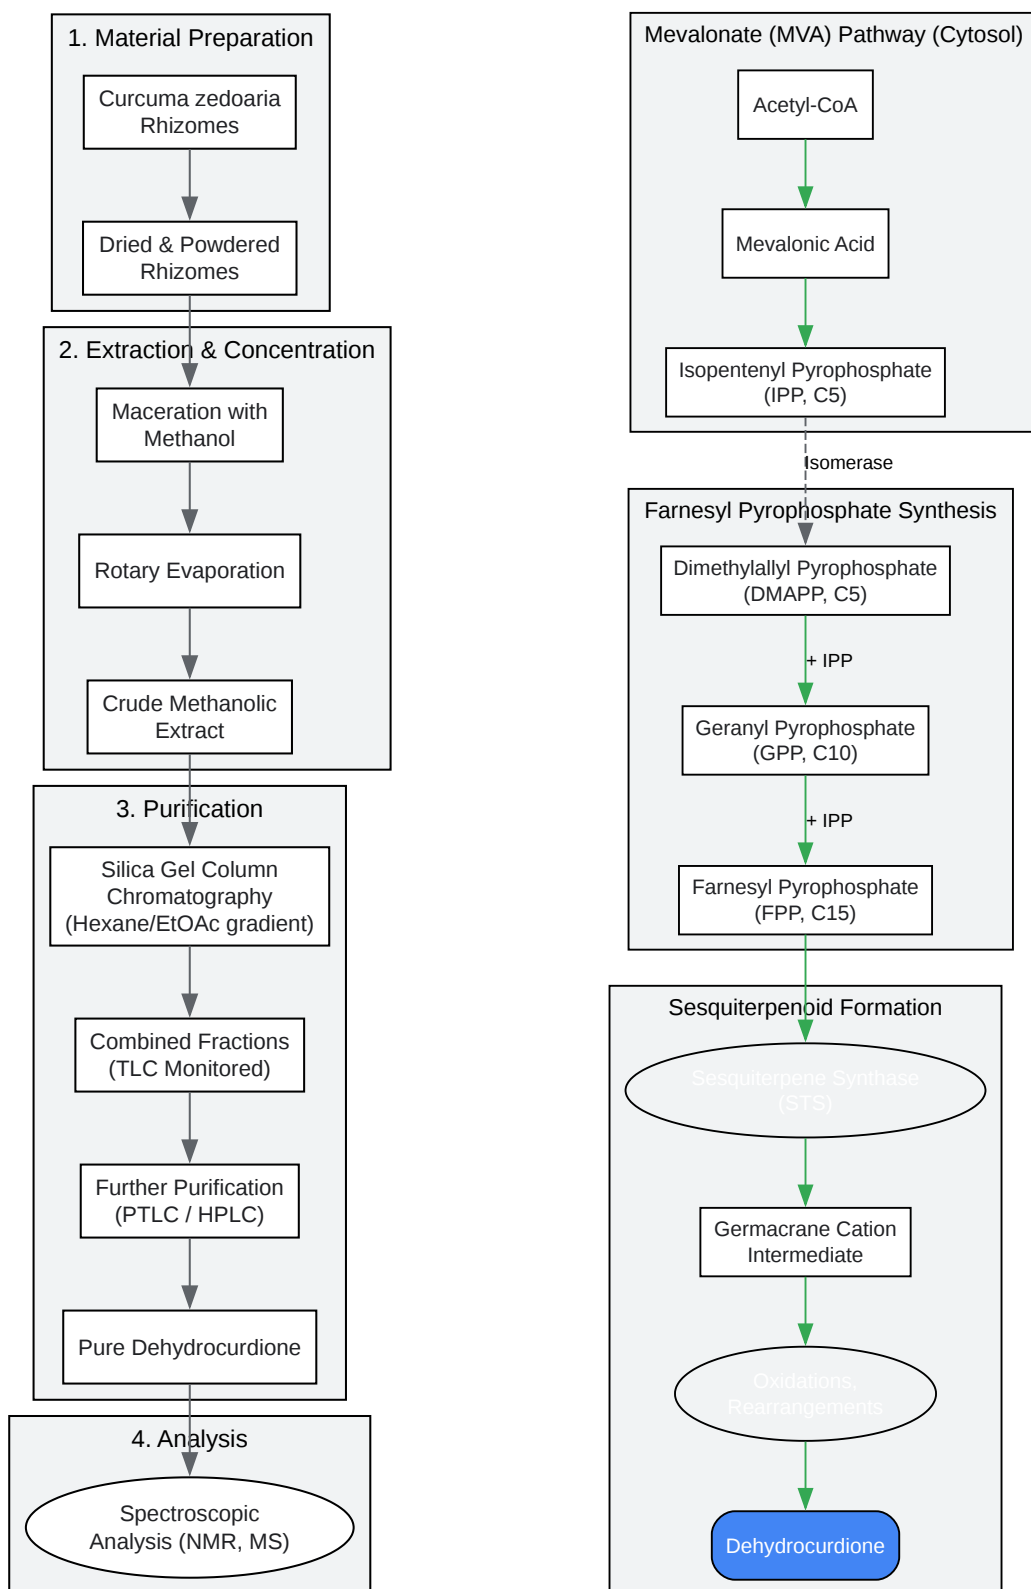 1. Material Preparation
Curcuma zedoaria
Rhizomes
Dried & Powdered
Rhizomes
2. Extraction & Concentration
Maceration with
Methanol
Rotary Evaporation
Crude Methanolic
Extract
3. Purification
Silica Gel Column
Chromatography
(Hexane/EtOAc gradient)
Combined Fractions
(TLC Monitored)
Further Purification
(PTLC / HPLC)
Pure Dehydrocurdione
4. Analysis
Spectroscopic
Analysis (NMR, MS)
Mevalonate (MVA) Pathway (Cytosol)
Acetyl-CoA
Mevalonic Acid
Isopentenyl Pyrophosphate
(IPP, C5)
Isomerase
Farnesyl Pyrophosphate Synthesis
Dimethylallyl Pyrophosphate
(DMAPP, C5)
+ IPP
Geranyl Pyrophosphate
(GPP, C10)
+ IPP
Farnesyl Pyrophosphate
(FPP, C15)
Sesquiterpenoid Formation
Sesquiterpene Synthase
(STS)
Germacrane Cation
Intermediate
Oxidations,
Rearrangements
Dehydrocurdione